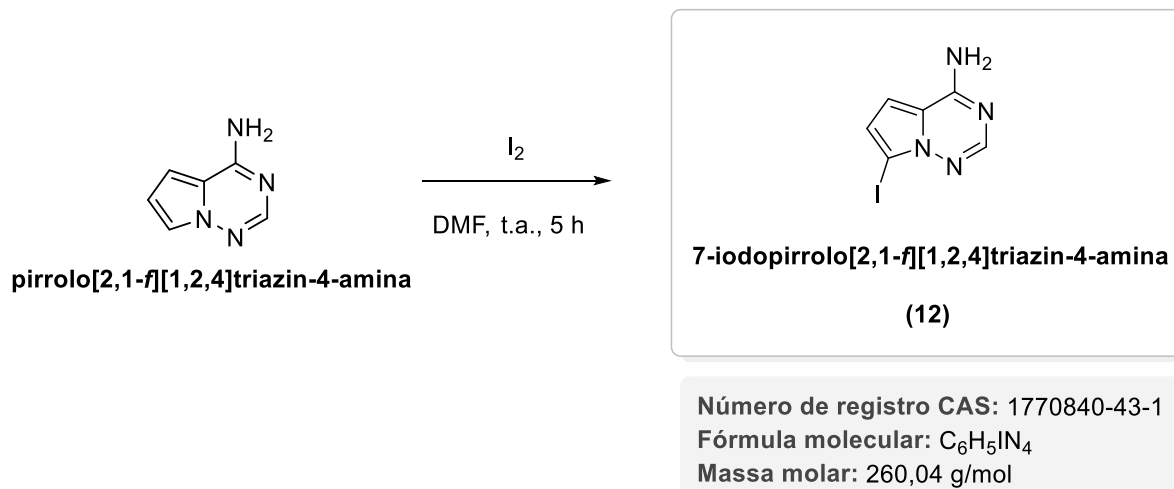 NH₂
N
N
N
pirrolo[2,1-f][1,2,4]triazin-4-amina
I₂
DMF, t.a., 5 h
NH₂
N
N
N
I
7-iodopirrolo[2,1-f][1,2,4]triazin-4-amina
(12)
Número de registro CAS: 1770840-43-1
Fórmula molecular: C₆H₅IN₄
Massa molar: 260,04 g/mol